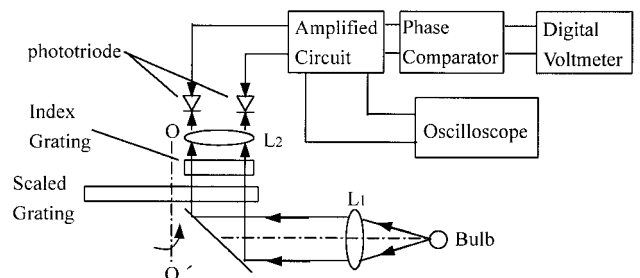 phototriode
Index
Grating
Scaled
Grating
O
L2
O´
L1
Bulb
Amplified
Circuit
Phase
Comparator
Digital
Voltmeter
Oscilloscope